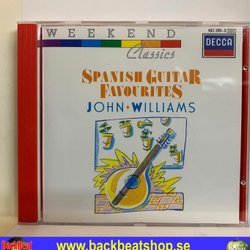 WEEKEND
Classics
DECCA
SPANISH GUITAR
FAVOURITES
JOHN • WILLIAMS
www.backbeatshop.se